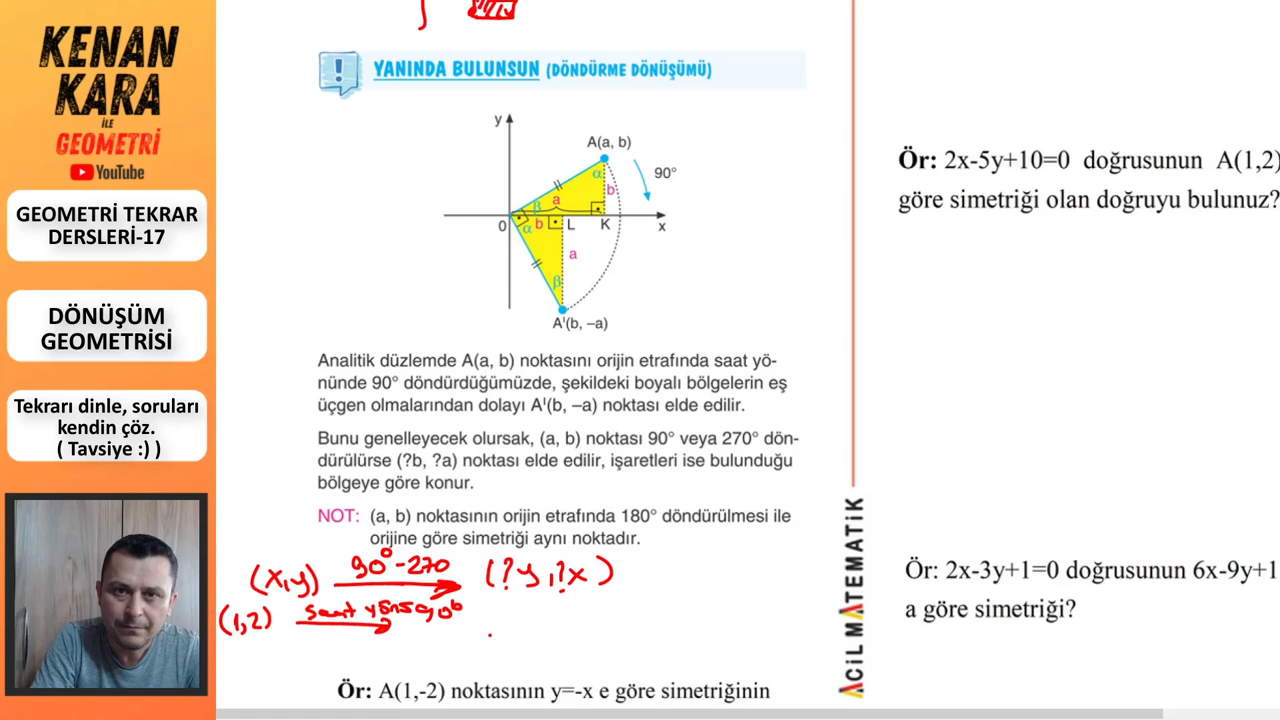 KENAN
KARA
İLE
GEOMETRİ
YouTube
GEOMETRİ TEKRAR
DERSLERİ-17
DÖNÜŞÜM
GEOMETRİSİ
Tekrarı dinle, soruları
kendin çöz.
( Tavsiye :) )
! YANINDA BULUNSUN (DÖNDÜRME DÖNÜŞÜMÜ)
y
A(a, b)
90°
α
b
a
β
0
α
b
L
K
x
a
β
A'(b, –a)
Analitik düzlemde A(a, b) noktasını orijin etrafında saat yö-
nünde 90° döndürdüğümüzde, şekildeki boyalı bölgelerin eş
üçgen olmalarından dolayı A'(b, –a) noktası elde edilir.
Bunu genelleyecek olursak, (a, b) noktası 90° veya 270° dön-
dürülürse (?b, ?a) noktası elde edilir, işaretleri ise bulunduğu
bölgeye göre konur.
NOT: (a, b) noktasının orijin etrafında 180° döndürülmesi ile
orijine göre simetriği aynı noktadır.
(x,y) 90°-270 (?y,?x)
(1,2) saat yönü 90°
Ör: A(1,-2) noktasının y=-x e göre simetriğinin
ACİL MATEMATİK
Ör: 2x-5y+10=0 doğrusunun A(1,2)
göre simetriği olan doğruyu bulunuz?
Ör: 2x-3y+1=0 doğrusunun 6x-9y+1
a göre simetriği?